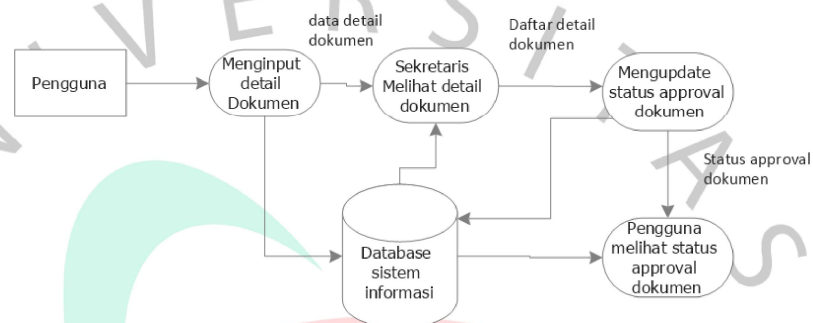 data detail
dokumen
Daftar detail
dokumen
Pengguna
Menginput
detail
Dokumen
Sekretaris
Melihat detail
dokumen
Mengupdate
status approval
dokumen
Status approval
dokumen
Database
sistem
informasi
Pengguna
melihat status
approval
dokumen